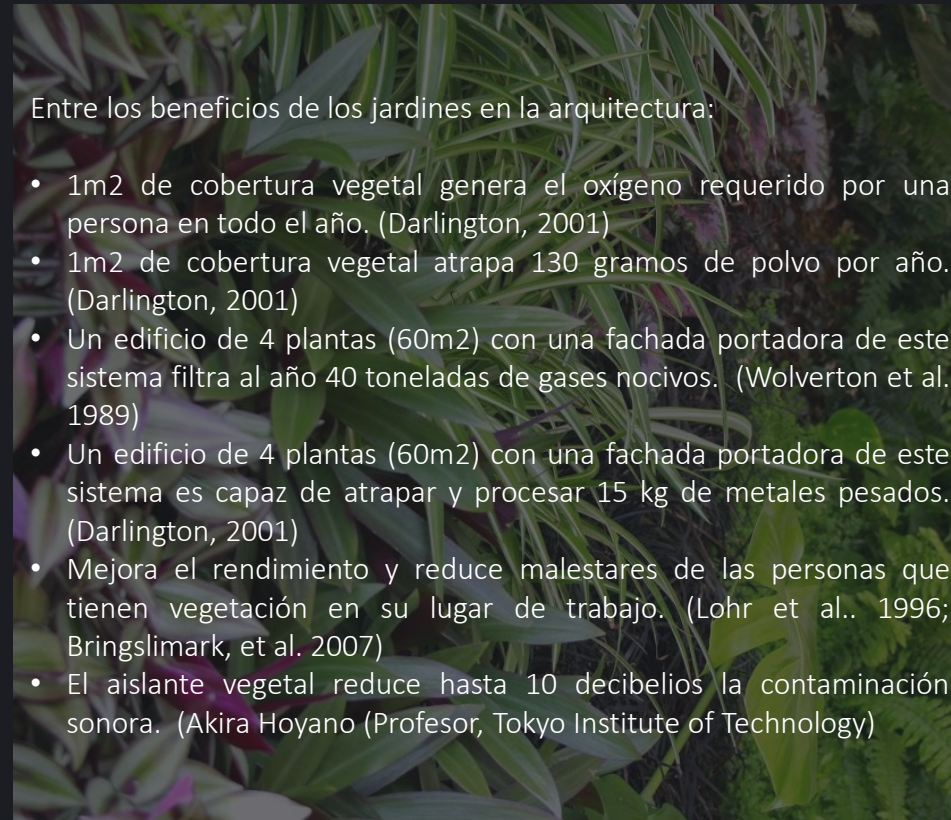 Entre los beneficios de los jardines en la arquitectura:
• 1m2 de cobertura vegetal genera el oxígeno requerido por una
persona en todo el año. (Darlington, 2001)
• 1m2 de cobertura vegetal atrapa 130 gramos de polvo por año.
(Darlington, 2001)
• Un edificio de 4 plantas (60m2) con una fachada portadora de este
sistema filtra al año 40 toneladas de gases nocivos.  (Wolverton et al.
1989)
• Un edificio de 4 plantas (60m2) con una fachada portadora de este
sistema es capaz de atrapar y procesar 15 kg de metales pesados.
(Darlington, 2001)
• Mejora el rendimiento y reduce malestares de las personas que
tienen vegetación en su lugar de trabajo. (Lohr et al.. 1996;
Bringslimark, et al. 2007)
• El aislante vegetal reduce hasta 10 decibelios la contaminación
sonora.  (Akira Hoyano (Profesor, Tokyo Institute of Technology)